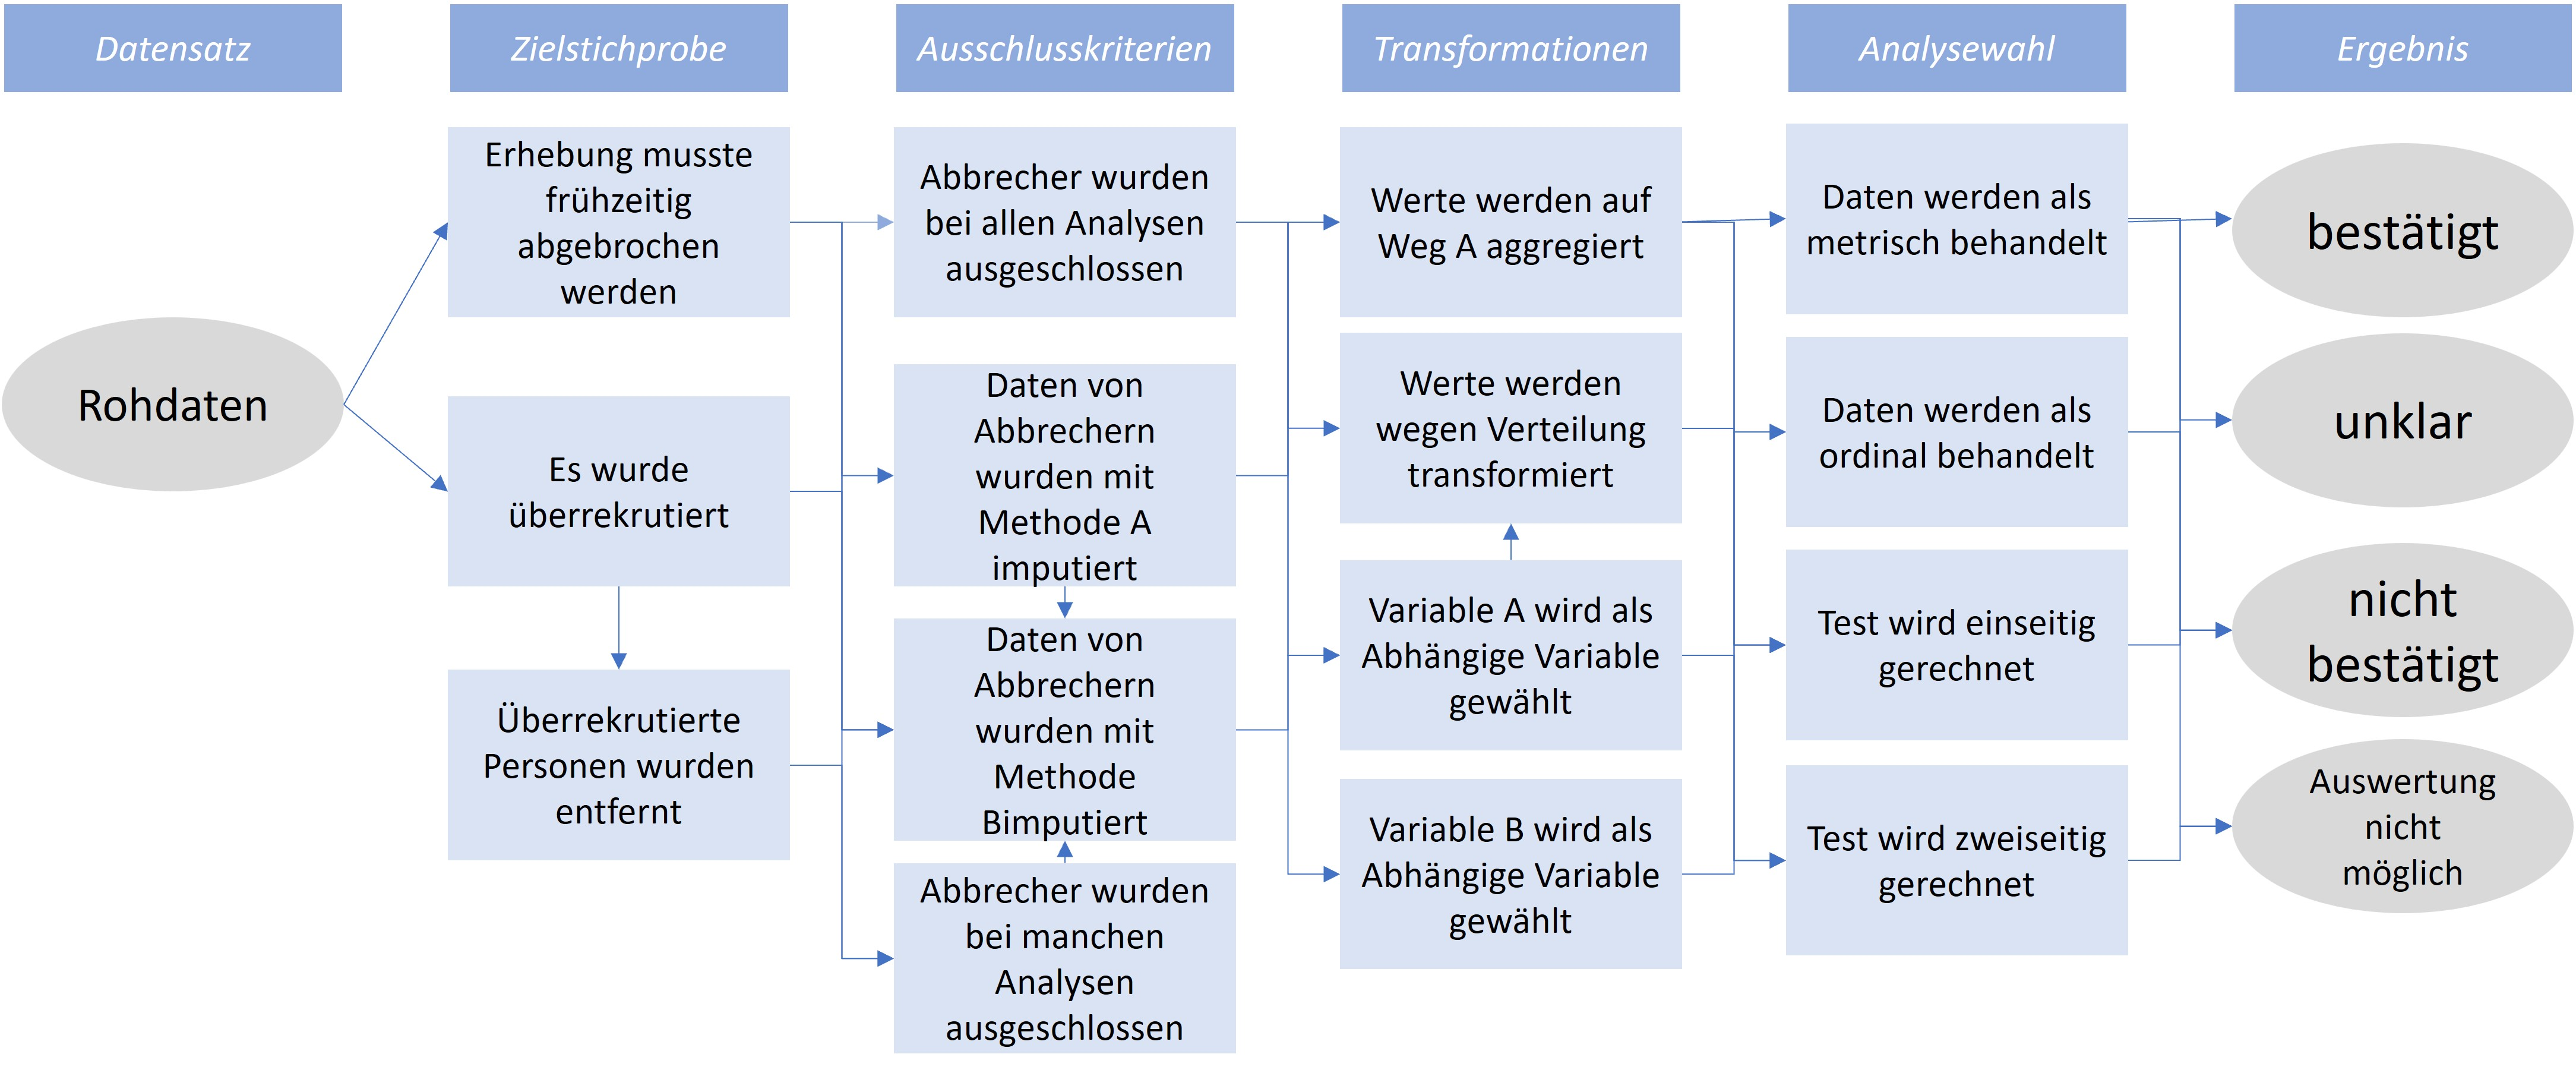 Datensatz
Zielstichprobe
Ausschlusskriterien
Transformationen
Analysewahl
Ergebnis
Rohdaten
Erhebung musste
frühzeitig
abgebrochen
werden
Es wurde
überrekrutiert
Überrekrutierte
Personen wurden
entfernt
Abbrecher wurden
bei allen Analysen
ausgeschlossen
Daten von
Abbrechern
wurden mit
Methode A
imputiert
Daten von
Abbrechern
wurden mit
Methode
Bimputiert
Abbrecher wurden
bei manchen
Analysen
ausgeschlossen
Werte werden auf
Weg A aggregiert
Werte werden
wegen Verteilung
transformiert
Variable A wird als
Abhängige Variable
gewählt
Variable B wird als
Abhängige Variable
gewählt
Daten werden als
metrisch behandelt
Daten werden als
ordinal behandelt
Test wird einseitig
gerechnet
Test wird zweiseitig
gerechnet
bestätigt
unklar
nicht
bestätigt
Auswertung
nicht
möglich